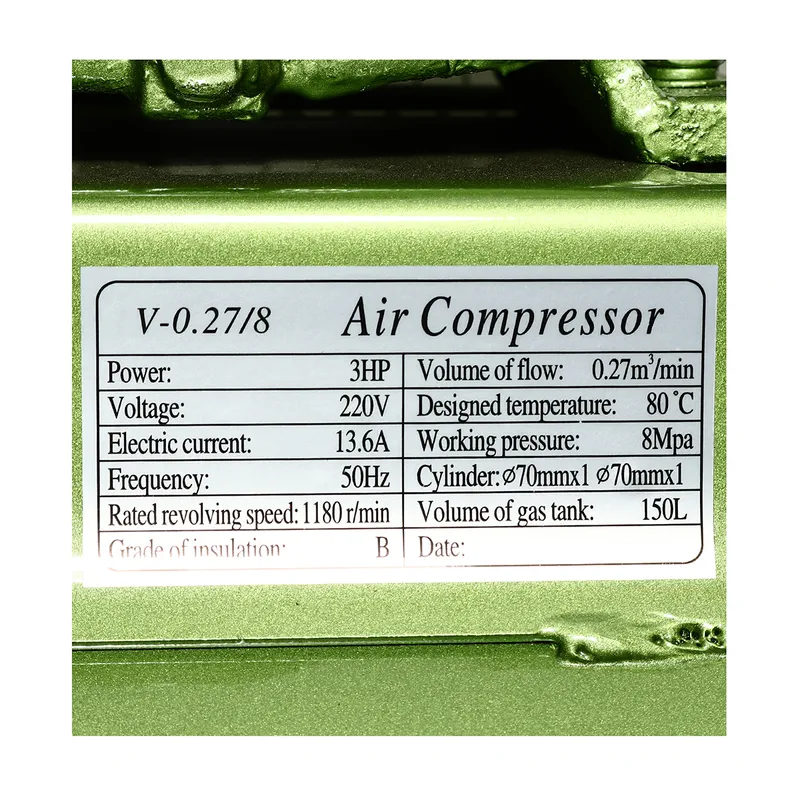 V-0.27/8 Air Compressor
Power: 3HP Volume of flow: 0.27m³/min
Voltage: 220V Designed temperature: 80℃
Electric current: 13.6A Working pressure: 8Mpa
Frequency: 50Hz Cylinder:⌀70mmx1 ⌀70mmx1
Rated revolving speed: 1180 r/min Volume of gas tank: 150L
Grade of insulation: B Date: